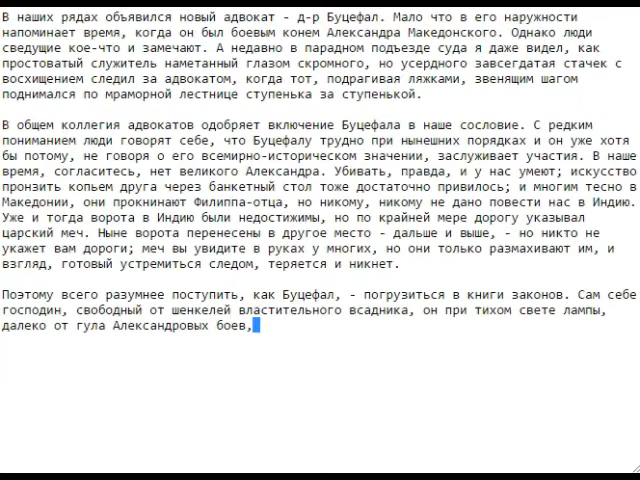 В наших рядах объявился новый адвокат - д-р Буцефал. Мало что в его наружности
напоминает время, когда он был боевым конем Александра Македонского. Однако люди
сведущие кое-что и замечают. А недавно в парадном подъезде суда я даже видел, как
простоватый служитель наметанный глазом скромного, но усердного завсегдатая стачек с
восхищением следил за адвокатом, когда тот, подрагивая ляжками, звенящим шагом
поднимался по мраморной лестнице ступенька за ступенькой.

В общем коллегия адвокатов одобряет включение Буцефала в наше сословие. С редким
пониманием люди говорят себе, что Буцефалу трудно при нынешних порядках и он уже хотя
бы потому, не говоря о его всемирно-историческом значении, заслуживает участия. В наше
время, согласитесь, нет великого Александра. Убивать, правда, и у нас умеют; искусство
пронзить копьем друга через банкетный стол тоже достаточно привилось; и многим тесно в
Македонии, они прокинают Филиппа-отца, но никому, никому не дано повести нас в Индию.
Уже и тогда ворота в Индию были недостижимы, но по крайней мере дорогу указывал
царский меч. Ныне ворота перенесены в другое место - дальше и выше, - но никто не
укажет вам дороги; меч вы увидите в руках у многих, но они только размахивают им, и
взгляд, готовый устремиться следом, теряется и никнет.

Поэтому всего разумнее поступить, как Буцефал, - погрузиться в книги законов. Сам себе
господин, свободный от шенкелей властительного всадника, он при тихом свете лампы,
далеко от гула Александровых боев,